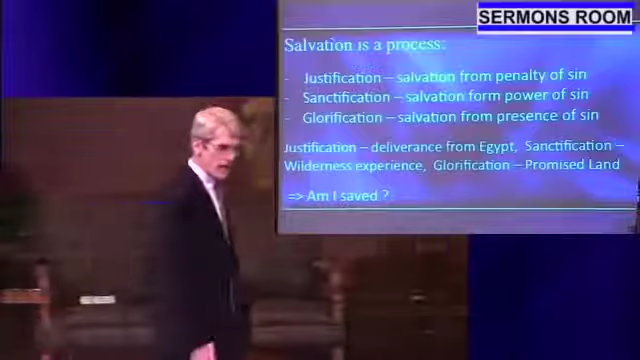 SERMONS ROOM
Salvation is a process:
- Justification – salvation from penalty of sin
- Sanctification – salvation form power of sin
- Glorification – salvation from presence of sin
Justification – deliverance from Egypt, Sanctification –
Wilderness experience, Glorification – Promised Land
=> Am I saved ?